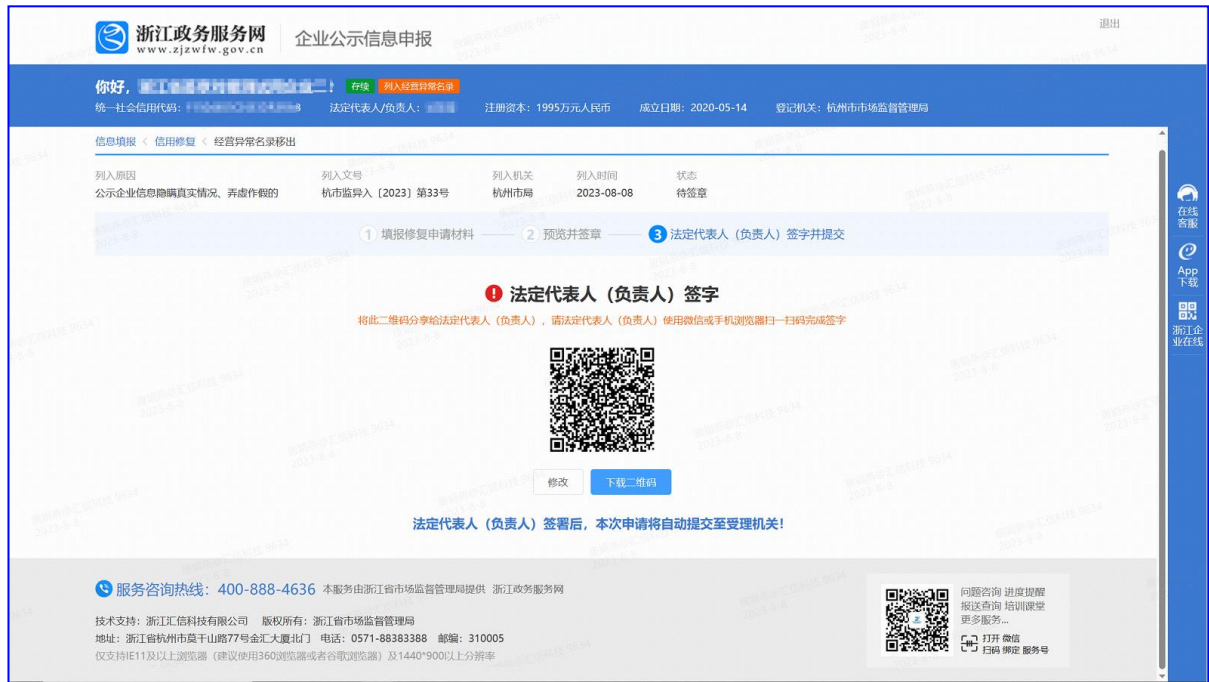 浙江政务服务网
www.zjzwfw.gov.cn
企业公示信息申报
退出
你好,
! 存续 列入经营异常名录
统一社会信用代码: 8 法定代表人/负责人: 注册资本:1995万元人民币 成立日期:2020-05-14 登记机关:杭州市市场监督管理局
信息填报 < 信用修复 < 经营异常名录移出
列入原因 列入文号 列入机关 列入时间 状态
公示企业信息隐瞒真实情况、弄虚作假的 杭市监异入〔2023〕第33号 杭州市局 2023-08-08 待签章
1 填报修复申请材料 2 预览并签章 3 法定代表人(负责人)签字并提交
法定代表人(负责人)签字
将此二维码分享给法定代表人(负责人),请法定代表人(负责人)使用微信或手机浏览器扫一扫码完成签字
修改 下载二维码
法定代表人(负责人)签署后,本次申请将自动提交至受理机关!
在线
客服
App
下载
浙江企
业在线
服务咨询热线:400-888-4636 本服务由浙江省市场监督管理局提供 浙江政务服务网
技术支持:浙江汇信科技有限公司 版权所有:浙江省市场监督管理局
地址:浙江省杭州市莫干山路77号金汇大厦北门 电话:0571-88383388 邮编:310005
仅支持IE11及以上浏览器(建议使用360浏览器或者谷歌浏览器)及1440*900以上分辨率
问题咨询 进度提醒
报送查询 培训课堂
更多服务...
打开 微信
扫码 绑定 服务号